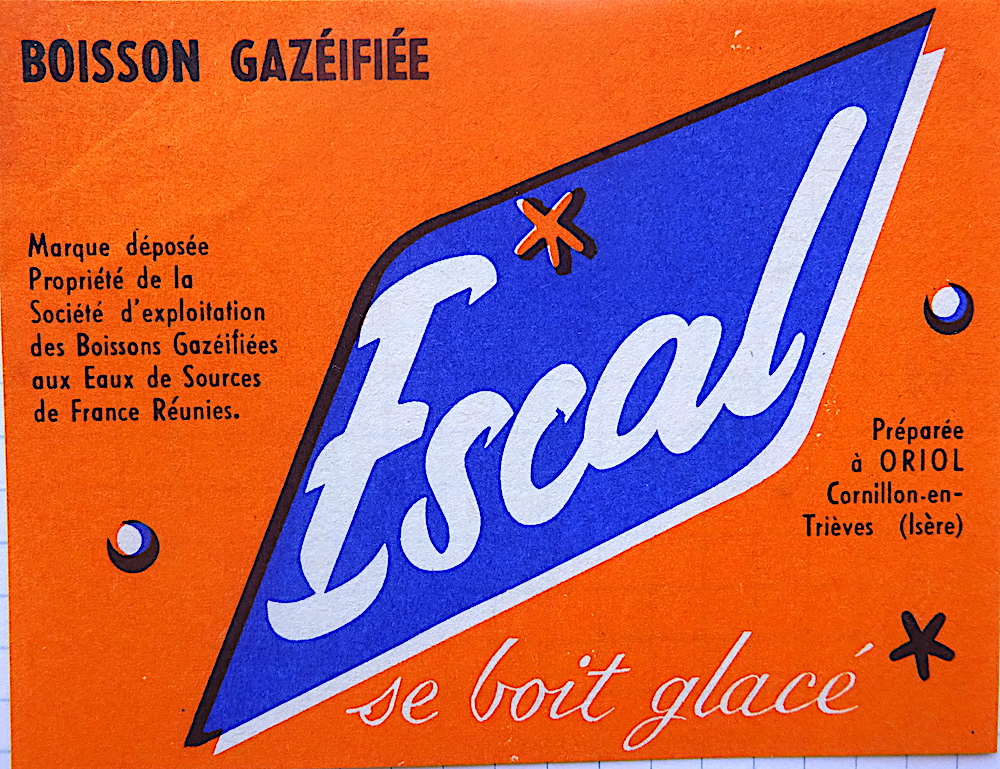 BOISSON GAZÉIFIÉE
Marque déposée
Propriété de la
Société d'exploitation
des Boissons Gazéifiées
aux Eaux de Sources
de France Réunies.
Escal
Préparée
à ORIOL
Cornillon-en-
Trièves (Isère)
se boit glacé